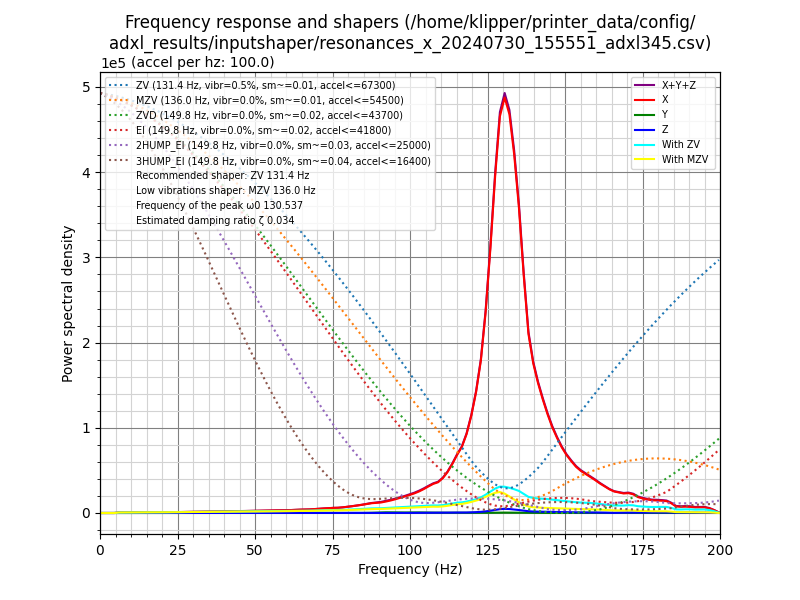 Frequency response and shapers (/home/klipper/printer_data/config/
adxl_results/inputshaper/resonances_x_20240730_155551_adxl345.csv)
1e5 (accel per hz: 100.0)
ZV (131.4 Hz, vibr=0.5%, sm~=0.01, accel<=67300)
MZV (136.0 Hz, vibr=0.0%, sm~=0.01, accel<=54500)
ZVD (149.8 Hz, vibr=0.0%, sm~=0.02, accel<=43700)
EI (149.8 Hz, vibr=0.0%, sm~=0.02, accel<=41800)
2HUMP_EI (149.8 Hz, vibr=0.0%, sm~=0.03, accel<=25000)
3HUMP_EI (149.8 Hz, vibr=0.0%, sm~=0.04, accel<=16400)
Recommended shaper: ZV 131.4 Hz
Low vibrations shaper: MZV 136.0 Hz
Frequency of the peak ω0 130.537
Estimated damping ratio ζ 0.034
X+Y+Z
X
Y
Z
With ZV
With MZV
Power spectral density
5
4
3
2
1
0
0 25 50 75 100 125 150 175 200
Frequency (Hz)